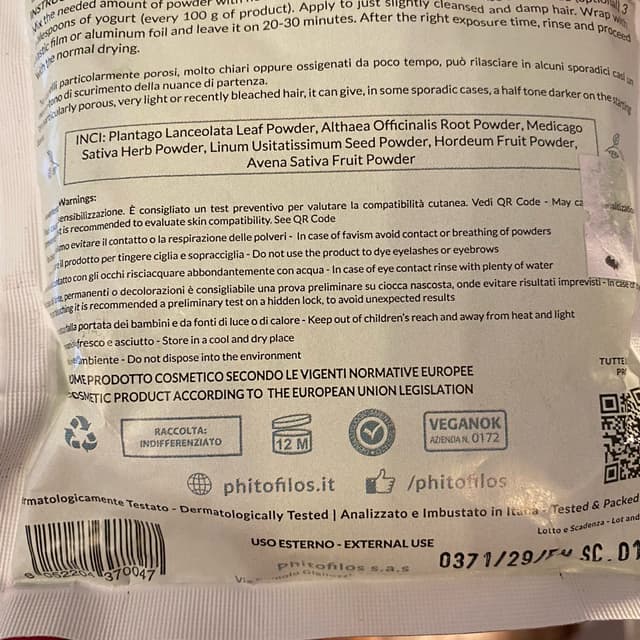 the needed amount of powder
spoons of yogurt (every 100 g of product). Apply to just slightly cleansed and damp hair. Wrap with
film or aluminum foil and leave it on 20-30 minutes. After the right exposure time, rinse and proceed
normal drying.
particolarmente porosi, molto chiari oppure ossigenati da poco tempo, può rilasciare in alcuni sporadici casi un
tono di scurimento della nuance di partenza.
porous, very light or recently bleached hair, it can give, in some sporadic cases, a half tone darker on the starting
INCI: Plantago Lanceolata Leaf Powder, Althaea Officinalis Root Powder, Medicago
Sativa Herb Powder, Linum Usitatissimum Seed Powder, Hordeum Fruit Powder,
Avena Sativa Fruit Powder
Warnings:
sensibilizzazione. È consigliato un test preventivo per valutare la compatibilità cutanea. Vedi QR Code - May
it is recommended to evaluate skin compatibility. See QR Code
evitare il contatto o la respirazione delle polveri - In case of favism avoid contact or breathing of powders
il prodotto per tingere ciglia e sopracciglia - Do not use the product to dye eyelashes or eyebrows
con gli occhi risciacquare abbondantemente con acqua - In case of eye contact rinse with plenty of water
permanenti o decolorazioni è consigliabile una prova preliminare su ciocca nascosta, onde evitare risultati imprevisti - In case of
it is recommended a preliminary test on a hidden lock, to avoid unexpected results
portata dei bambini e da fonti di luce o di calore - Keep out of children's reach and away from heat and light
fresco e asciutto - Store in a cool and dry place
ambiente - Do not dispose into the environment
PRODOTTO COSMETICO SECONDO LE VIGENTI NORMATIVE EUROPEE
COSMETIC PRODUCT ACCORDING TO THE EUROPEAN UNION LEGISLATION
RACCOLTA:
INDIFFERENZIATO
12 M
VEGANOK
AZIENDA N. 0172
phitofilos.it
/phitofilos
Dermatologicamente Testato - Dermatologically Tested | Analizzato e Imbustato in Italia - Tested & Packed
Lotto e Scadenza - Lot and
USO ESTERNO - EXTERNAL USE
phitofilos s.a.s
370047